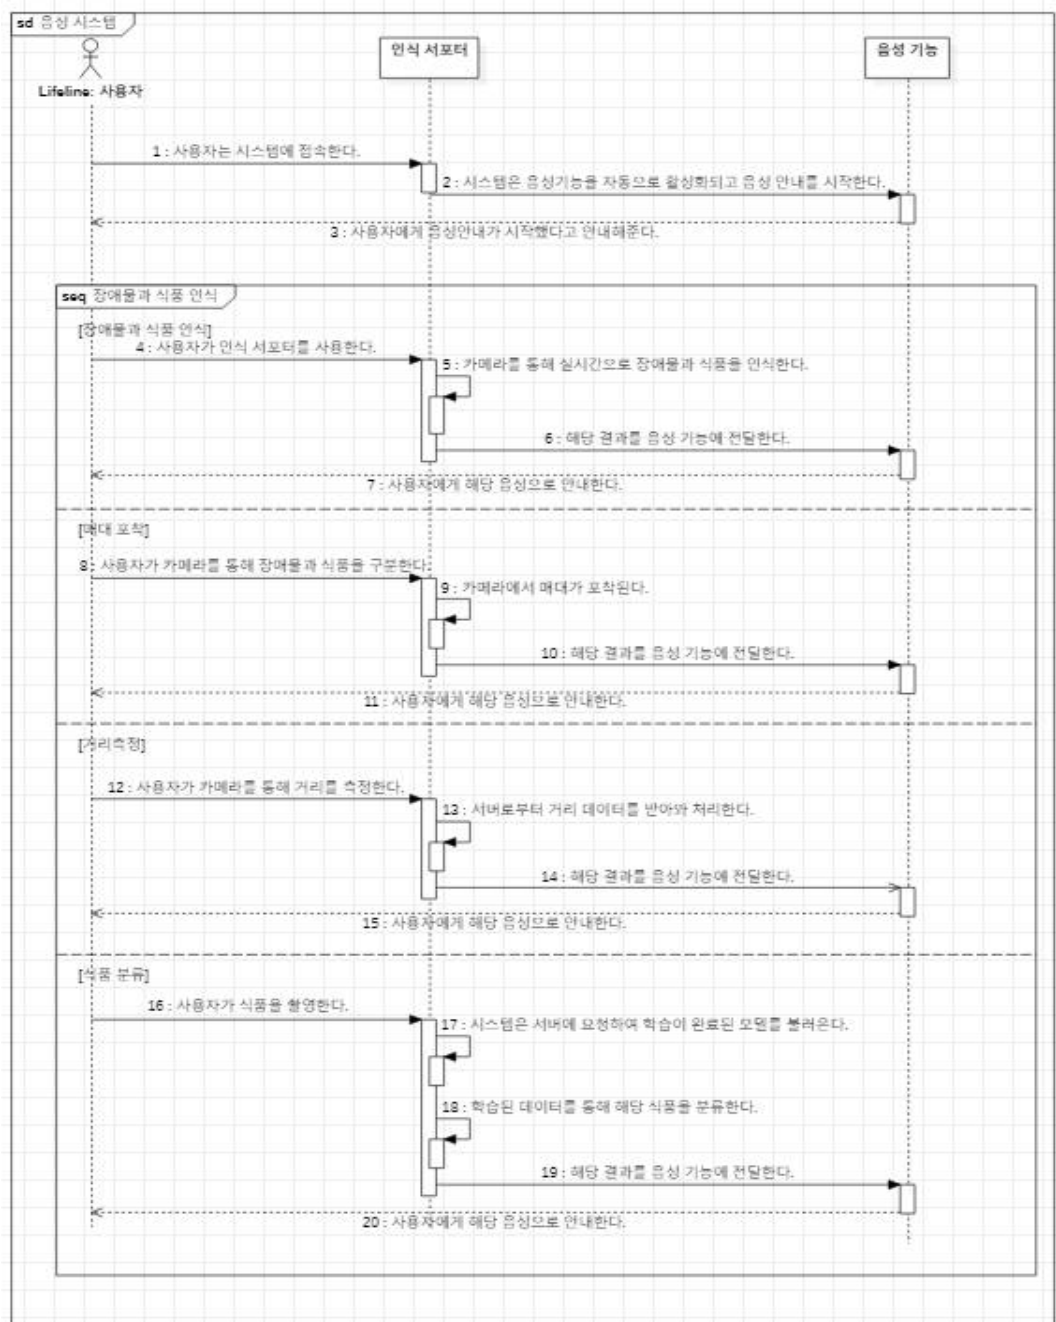 sd 음성 시스템
인식 서포터
음성 기능
Lifeline: 사용자
1 : 사용자는 시스템에 접속한다.
2 : 시스템은 음성기능을 자동으로 활성화되고 음성 안내를 시작한다.
3 : 사용자에게 음성안내가 시작했다고 안내해준다.
seq 장애물과 식품 인식
[장애물과 식품 인식]
4 : 사용자가 인식 서포터를 사용한다.
5 : 카메라를 통해 실시간으로 장애물과 식품을 인식한다.
6 : 해당 결과를 음성 기능에 전달한다.
7 : 사용자에게 해당 음성으로 안내한다.
[매대 포착]
8 : 사용자가 카메라를 통해 장애물과 식품을 구분한다.
9 : 카메라에서 매대가 포착된다.
10 : 해당 결과를 음성 기능에 전달한다.
11 : 사용자에게 해당 음성으로 안내한다.
[거리측정]
12 : 사용자가 카메라를 통해 거리를 측정한다.
13 : 서버로부터 거리 데이터를 받아와 처리한다.
14 : 해당 결과를 음성 기능에 전달한다.
15 : 사용자에게 해당 음성으로 안내한다.
[식품 분류]
16 : 사용자가 식품을 촬영한다.
17 : 시스템은 서버에 요청하여 학습이 완료된 모델를 불러온다.
18 : 학습된 데이터를 통해 해당 식품을 분류한다.
19 : 해당 결과를 음성 기능에 전달한다.
20 : 사용자에게 해당 음성으로 안내한다.